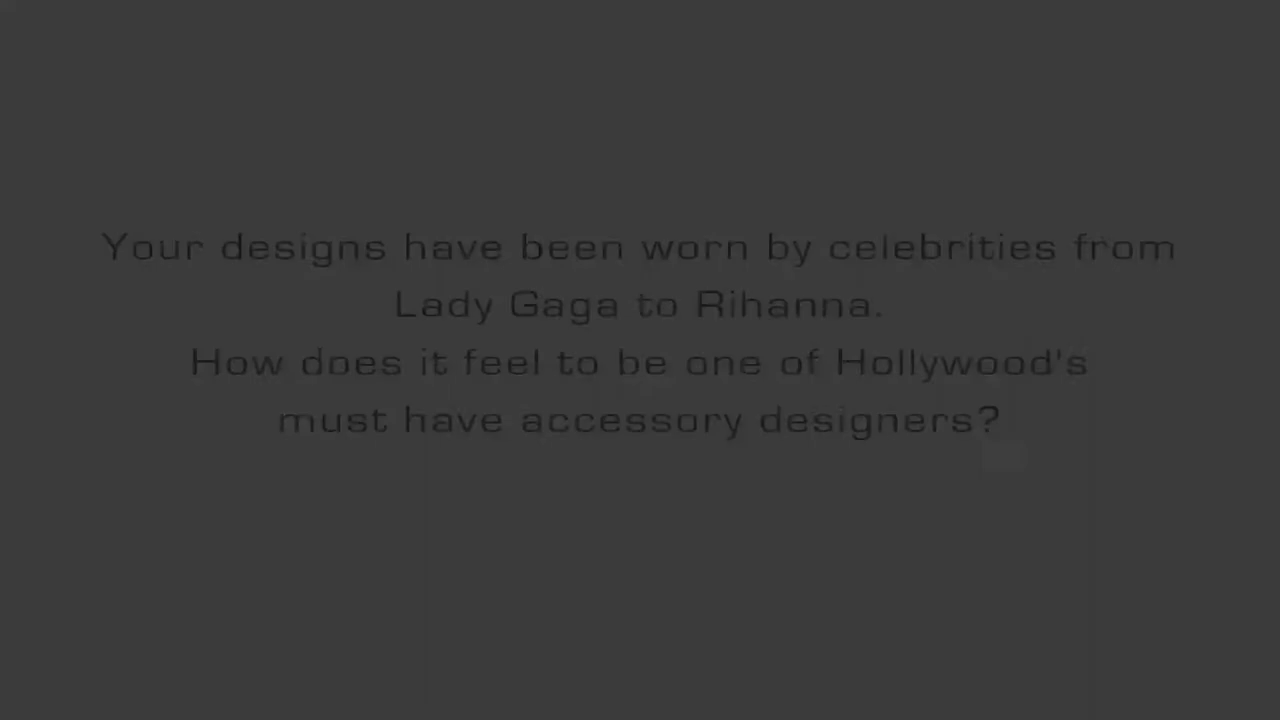 Your designs have been worn by celebrities from
Lady Gaga to Rihanna.
How does it feel to be one of Hollywood's
must have accessory designers?